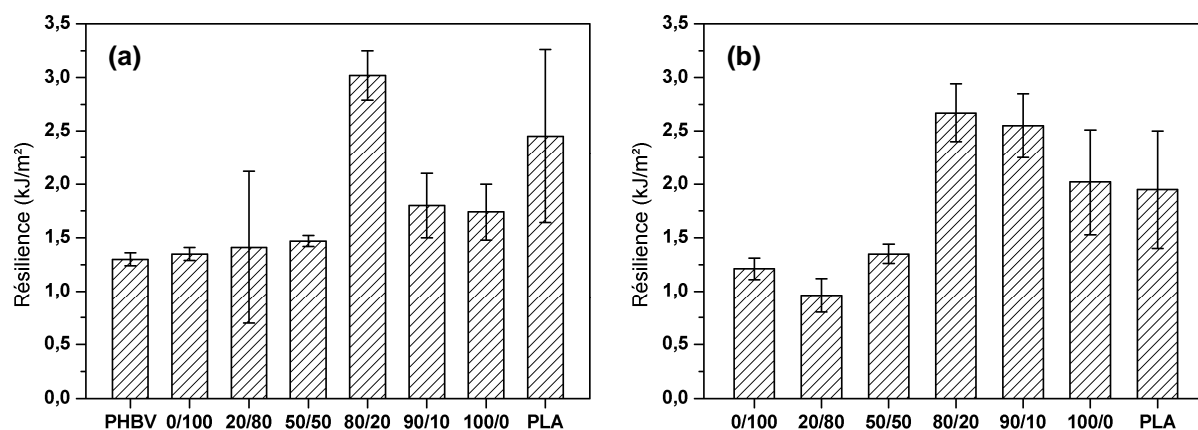 (a)
Résilience (kJ/m²)
3,5
3,0
2,5
2,0
1,5
1,0
0,5
0,0
PHBV 0/100 20/80 50/50 80/20 90/10 100/0 PLA
(b)
Résilience (kJ/m²)
3,5
3,0
2,5
2,0
1,5
1,0
0,5
0,0
0/100 20/80 50/50 80/20 90/10 100/0 PLA